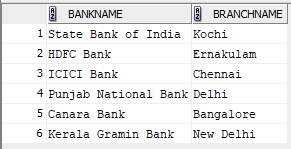 BANKNAME BRANCHNAME
1 State Bank of India Kochi
2 HDFC Bank Ernakulam
3 ICICI Bank Chennai
4 Punjab National Bank Delhi
5 Canara Bank Bangalore
6 Kerala Gramin Bank New Delhi